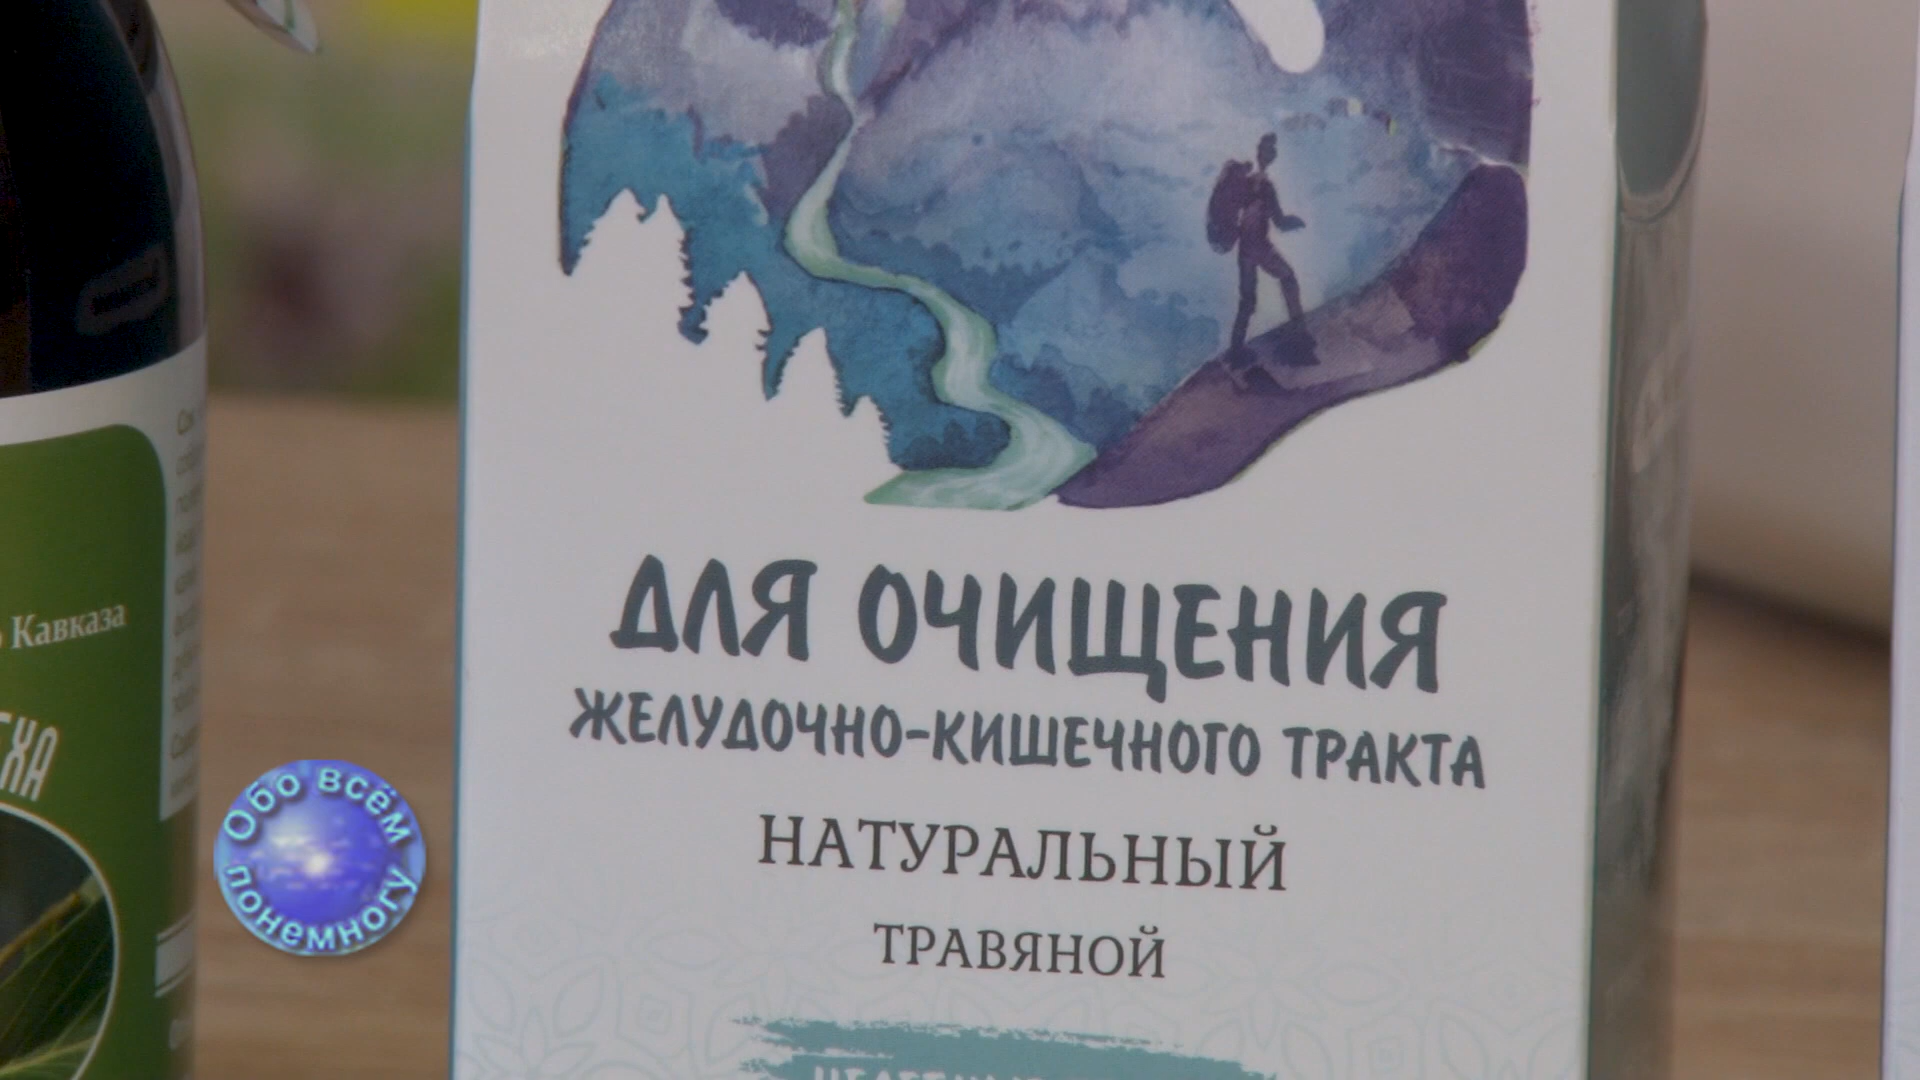 Кавказа
Обо всём
понемногу
ДЛЯ ОЧИЩЕНИЯ
ЖЕЛУДОЧНО-КИШЕЧНОГО ТРАКТА
НАТУРАЛЬНЫЙ
ТРАВЯНОЙ